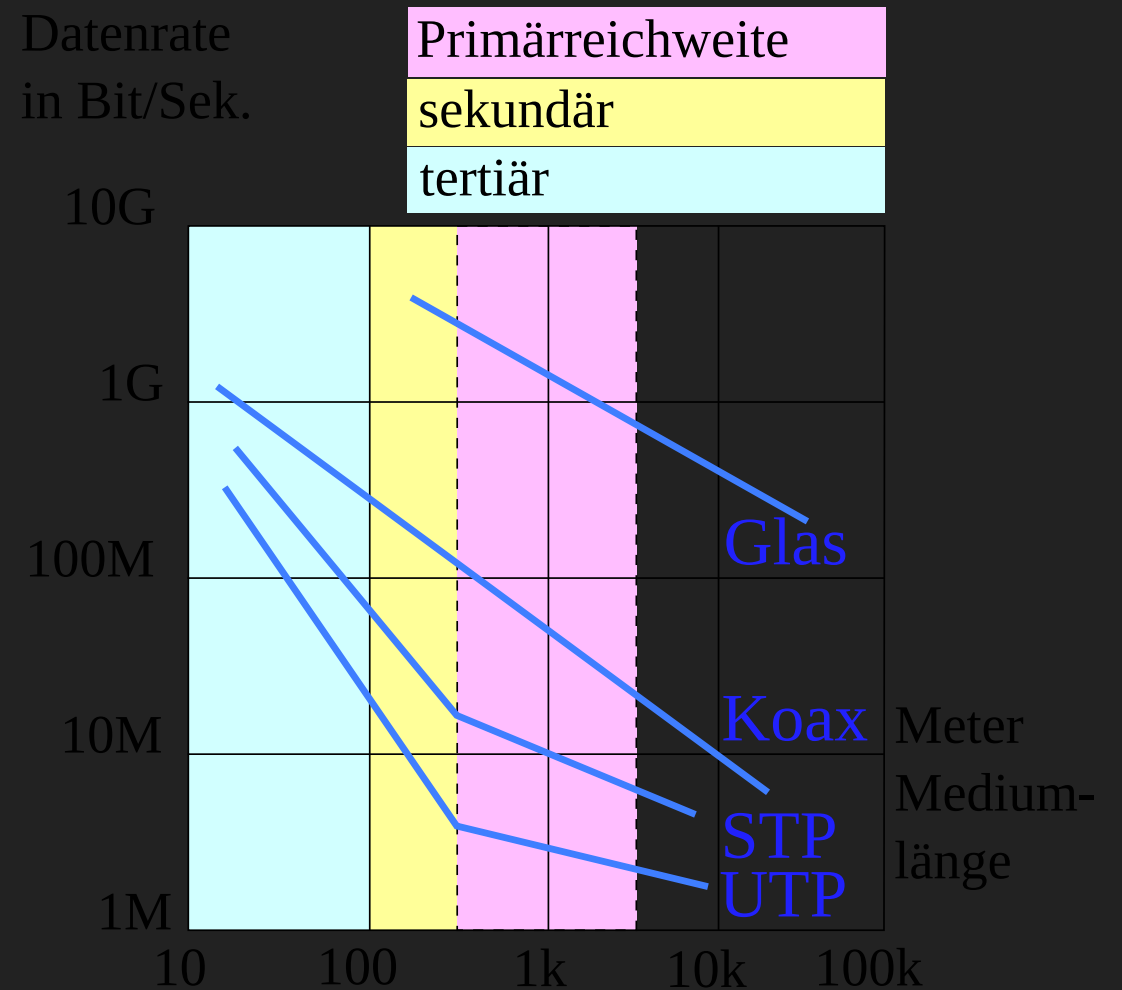 Datenrate
in Bit/Sek.
Primärreichweite
sekundär
tertiär
10G
1G
100M
10M
1M
10
100
1k
10k
100k
Glas
Koax
STP
UTP
Meter
Medium-
länge